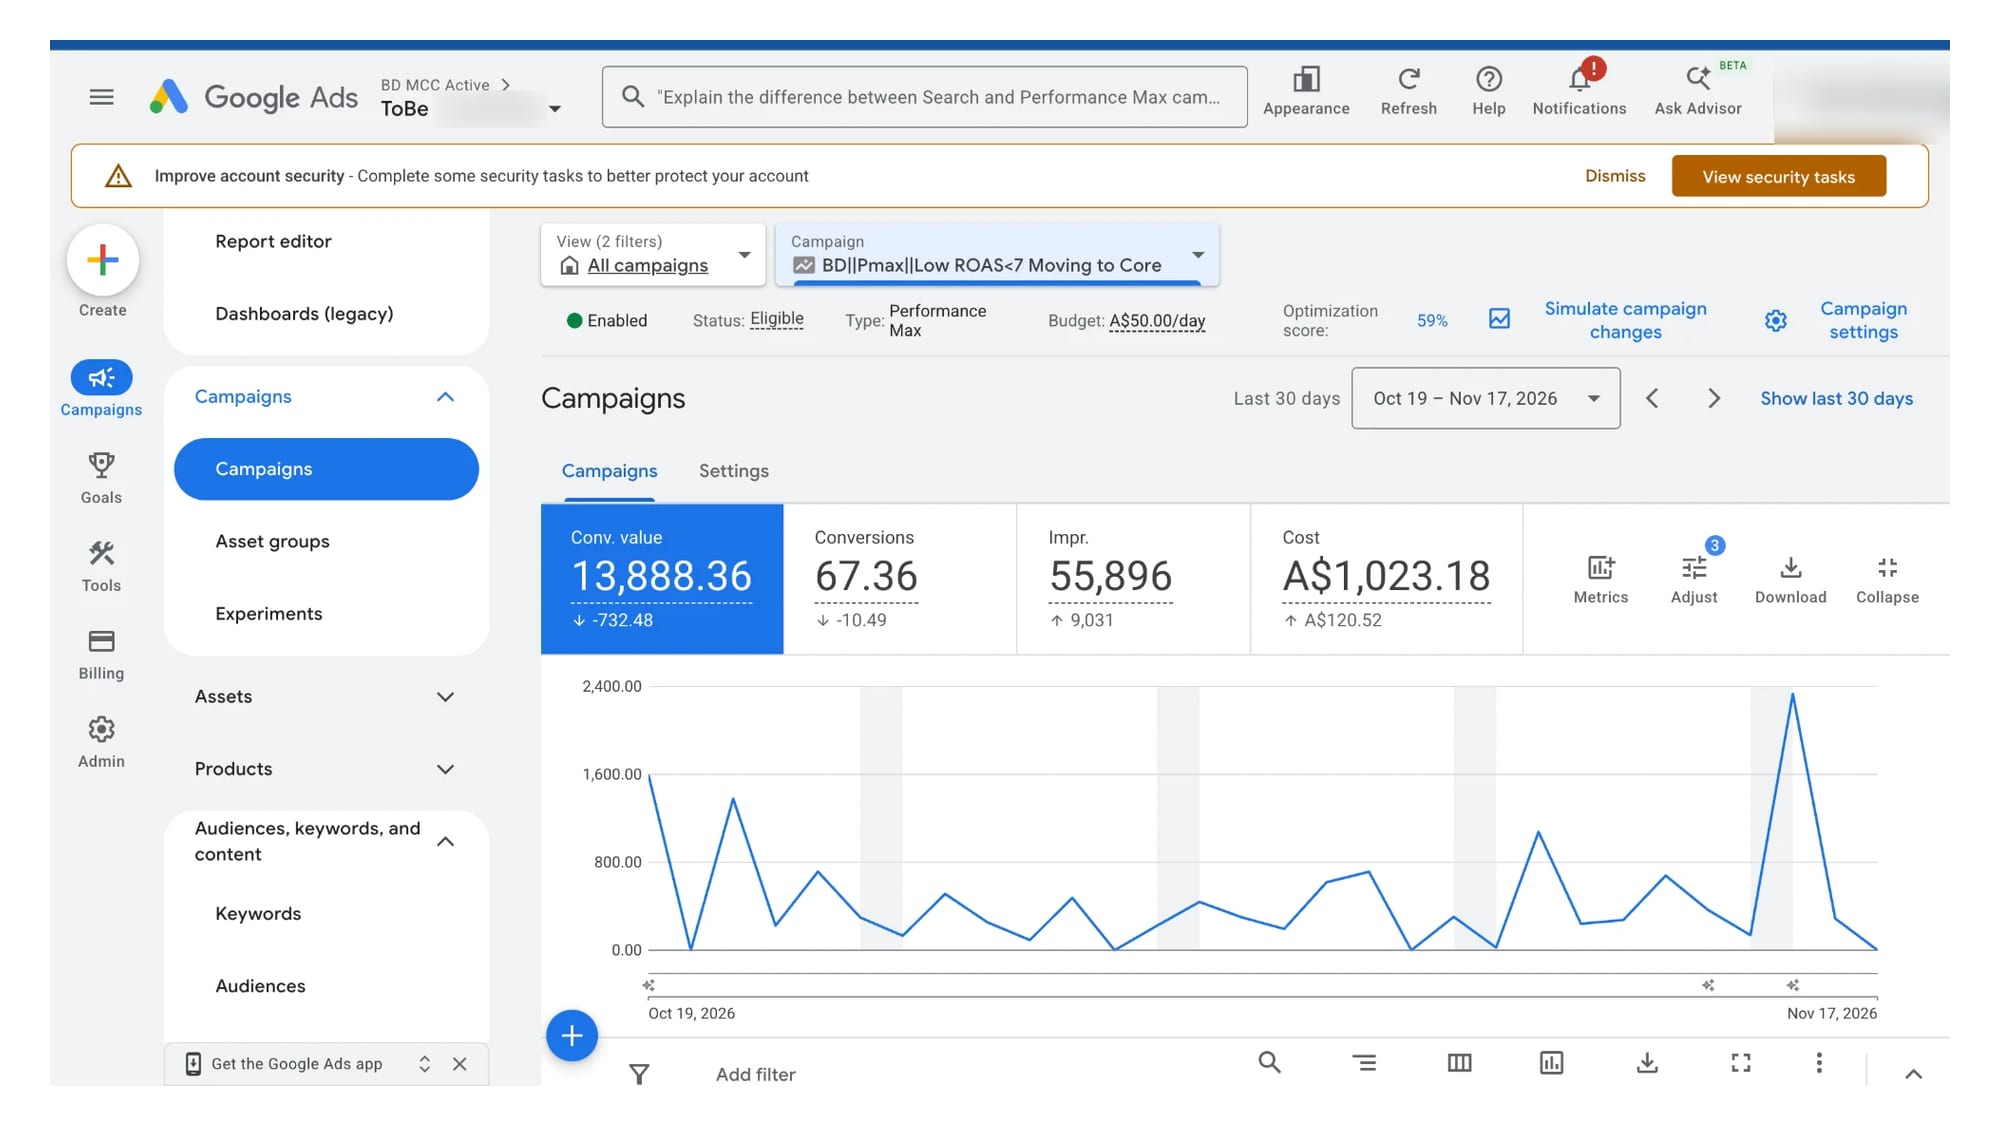 Google Ads
BD MCC Active
ToBe
"Explain the difference between Search and Performance Max cam...
Appearance
Refresh
Help
!
Notifications
BETA
Ask Advisor
Improve account security - Complete some security tasks to better protect your account
Dismiss
View security tasks
Create
Campaigns
Goals
Tools
Billing
Admin
Report editor
Dashboards (legacy)
Campaigns
Campaigns
Asset groups
Experiments
Assets
Products
Audiences, keywords, and
content
Keywords
Audiences
Get the Google Ads app
View (2 filters)
All campaigns
Campaign
BD||Pmax||Low ROAS<7 Moving to Core
Enabled
Status: Eligible
Type: Performance
Max
Budget: A$50.00/day
Optimization
score:
59%
Simulate campaign
changes
Campaign
settings
Campaigns
Last 30 days
Oct 19 – Nov 17, 2026
Show last 30 days
Campaigns
Settings
Conv. value
13,888.36
-732.48
Conversions
67.36
-10.49
Impr.
55,896
9,031
Cost
A$1,023.18
A$120.52
Metrics
3
Adjust
Download
Collapse
2,400.00
1,600.00
800.00
0.00
Oct 19, 2026
Nov 17, 2026
Add filter